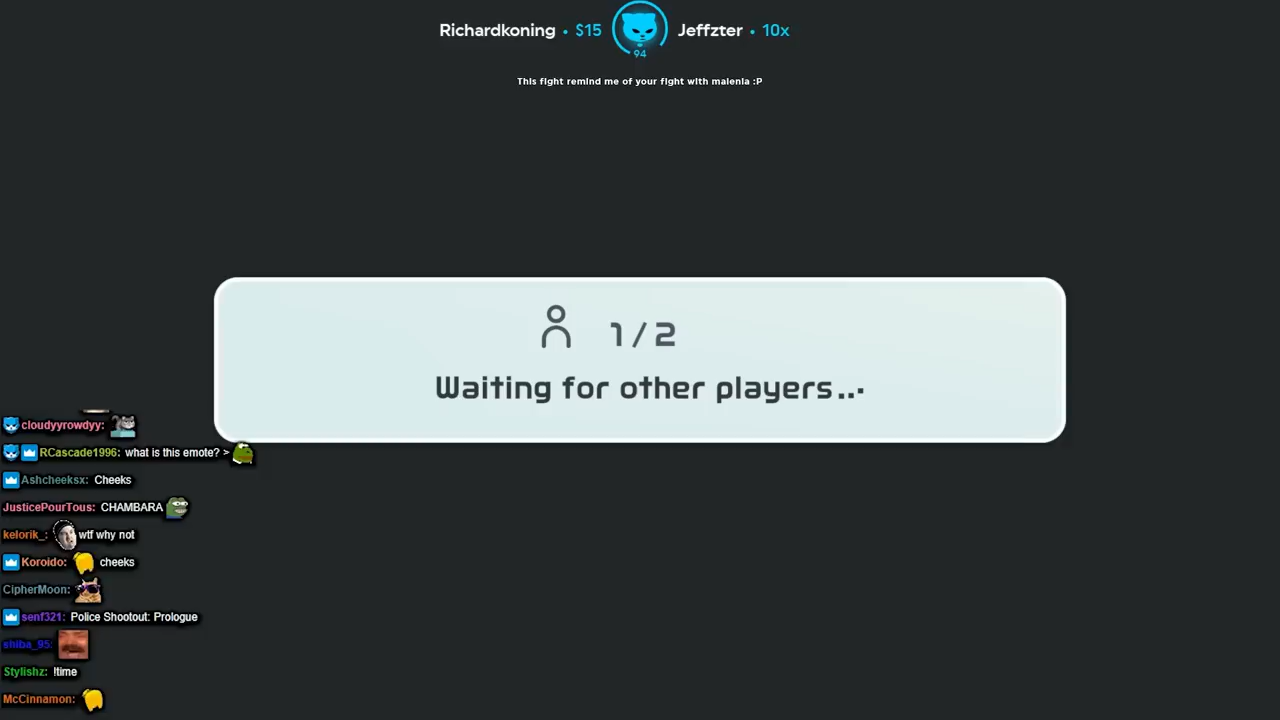 Richardkoning • $15
94
Jeffzter • 10x
This fight remind me of your fight with malenia :P
1/2
Waiting for other players...
cloudyyrowdyy:
RCascade1996: what is this emote? >
Ashcheeksx: Cheeks
JusticePourTous: CHAMBARA
kelorik_: wtf why not
Koroido: cheeks
CipherMoon:
senf321: Police Shootout: Prologue
shiba_95:
Stylishz: !time
McCinnamon: